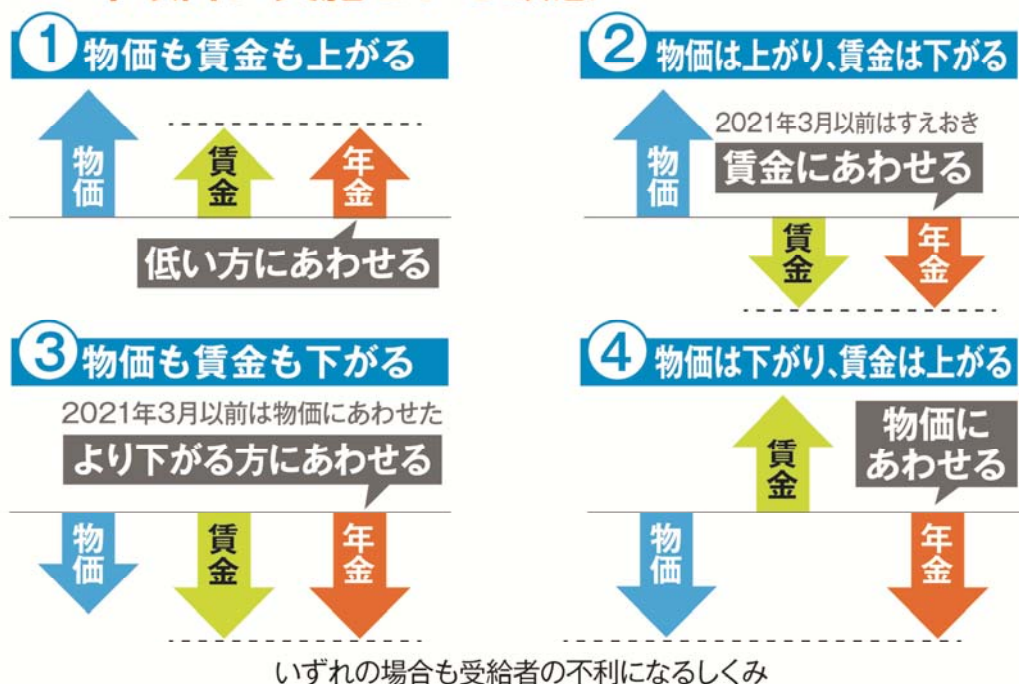 ① 物価も賃金も上がる
物価
賃金
年金
低い方にあわせる
② 物価は上がり、賃金は下がる
2021年3月以前はすえおき
賃金にあわせる
物価
賃金
年金
③ 物価も賃金も下がる
2021年3月以前は物価にあわせた
より下がる方にあわせる
物価
賃金
年金
④ 物価は下がり、賃金は上がる
物価に
あわせる
賃金
物価
年金
いずれの場合も受給者の不利になるしくみ